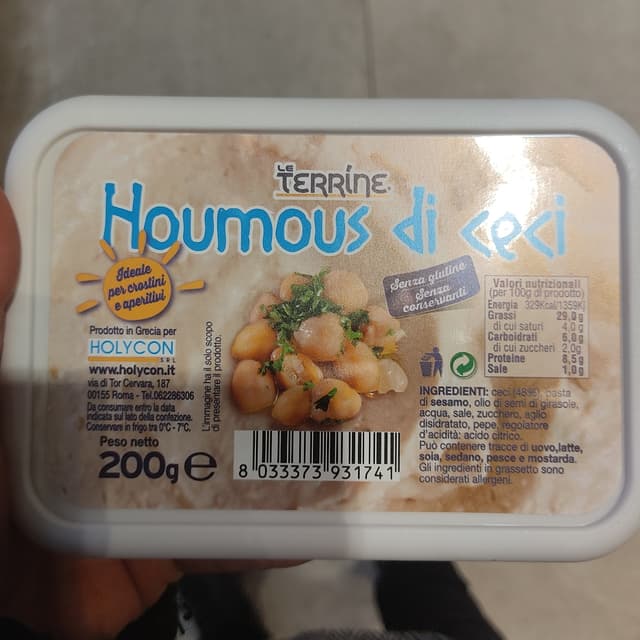 LE
TERRINE
Houmous di ceci
Ideale
per crostini
e aperitivi
Senza glutine
Senza
conservanti
Prodotto in Grecia per
HOLYCON
SRL
www.holycon.it
via di Tor Cervara, 187
00155 Roma - Tel.062286306
Da consumare entro la data
indicata sul lato della confezione.
Conservare in frigo tra 0°C - 7°C.
Peso netto
200g e
L'immagine ha il solo scopo
di presentare il prodotto.
8 033373 931741
Valori nutrizionali
(per 100g di prodotto)
Energia 329Kcal/1359KJ
Grassi 29,0 g
di cui saturi 4,0 g
Carboidrati 6,0 g
di cui zuccheri 2,0g
Proteine 8,5 g
Sale 1,0 g
INGREDIENTI: ceci (48%), pasta
di sesamo, olio di semi di girasole,
acqua, sale, zucchero, aglio
disidratato, pepe, regolatore
d'acidità: acido citrico.
Può contenere tracce di uovo,latte,
soia, sedano, pesce e mostarda.
Gli ingredienti in grassetto sono
considerati allergeni.